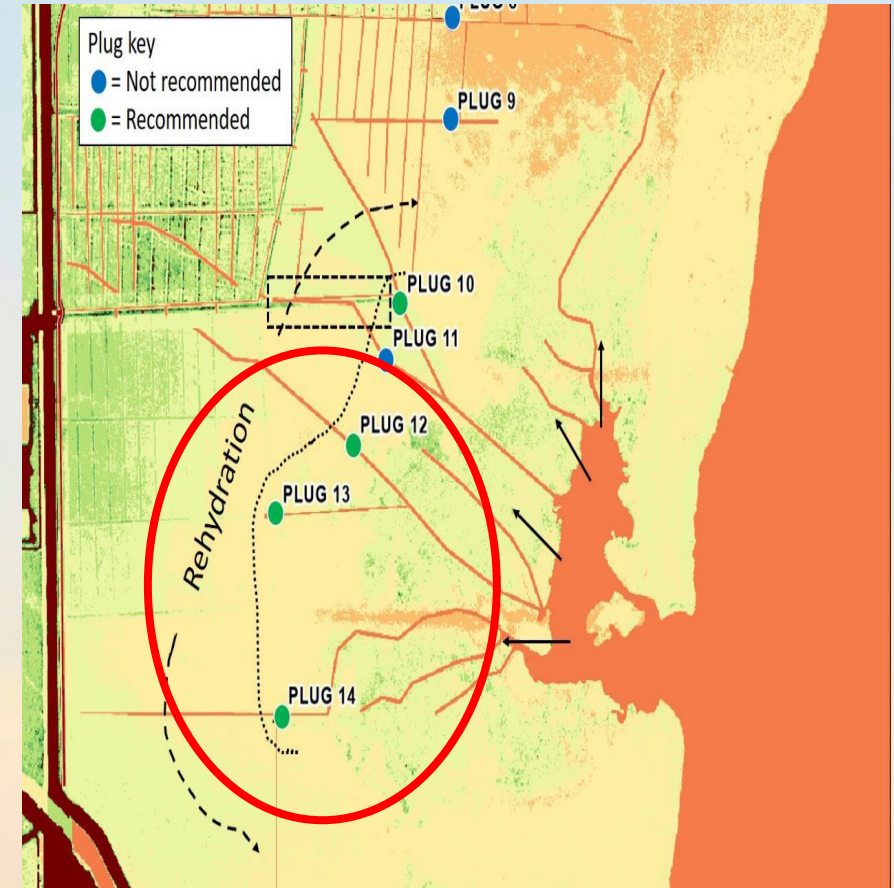 Plug key
= Not recommended
= Recommended
PLUG 9
PLUG 10
PLUG 11
PLUG 12
PLUG 13
Rehydration
PLUG 14